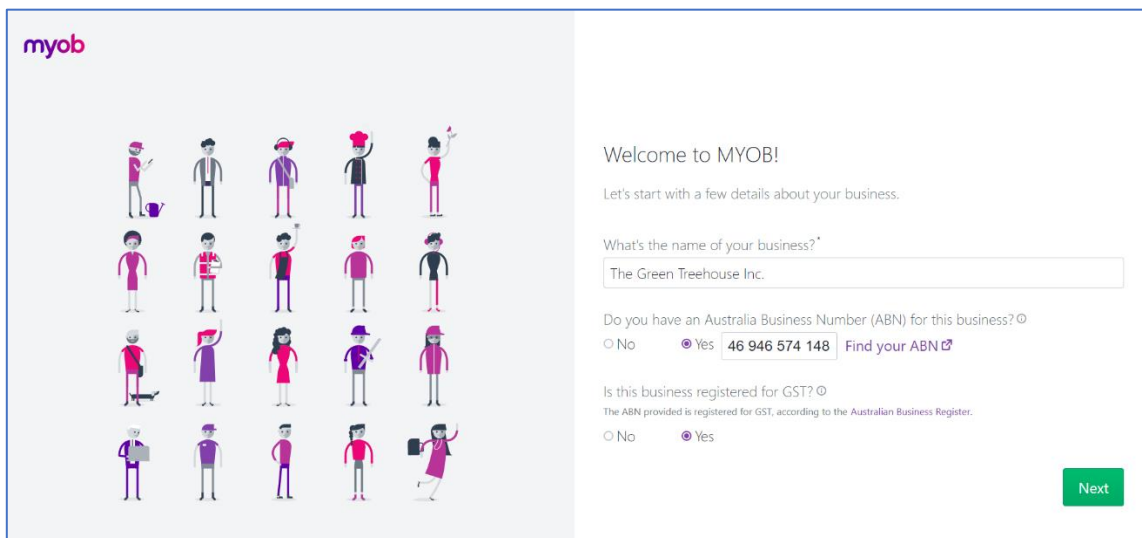 myob
Welcome to MYOB!
Let's start with a few details about your business.
What's the name of your business?*
The Green Treehouse Inc.
Do you have an Australia Business Number (ABN) for this business?
No Yes 46 946 574 148 Find your ABN
Is this business registered for GST?
The ABN provided is registered for GST, according to the Australian Business Register.
No Yes
Next